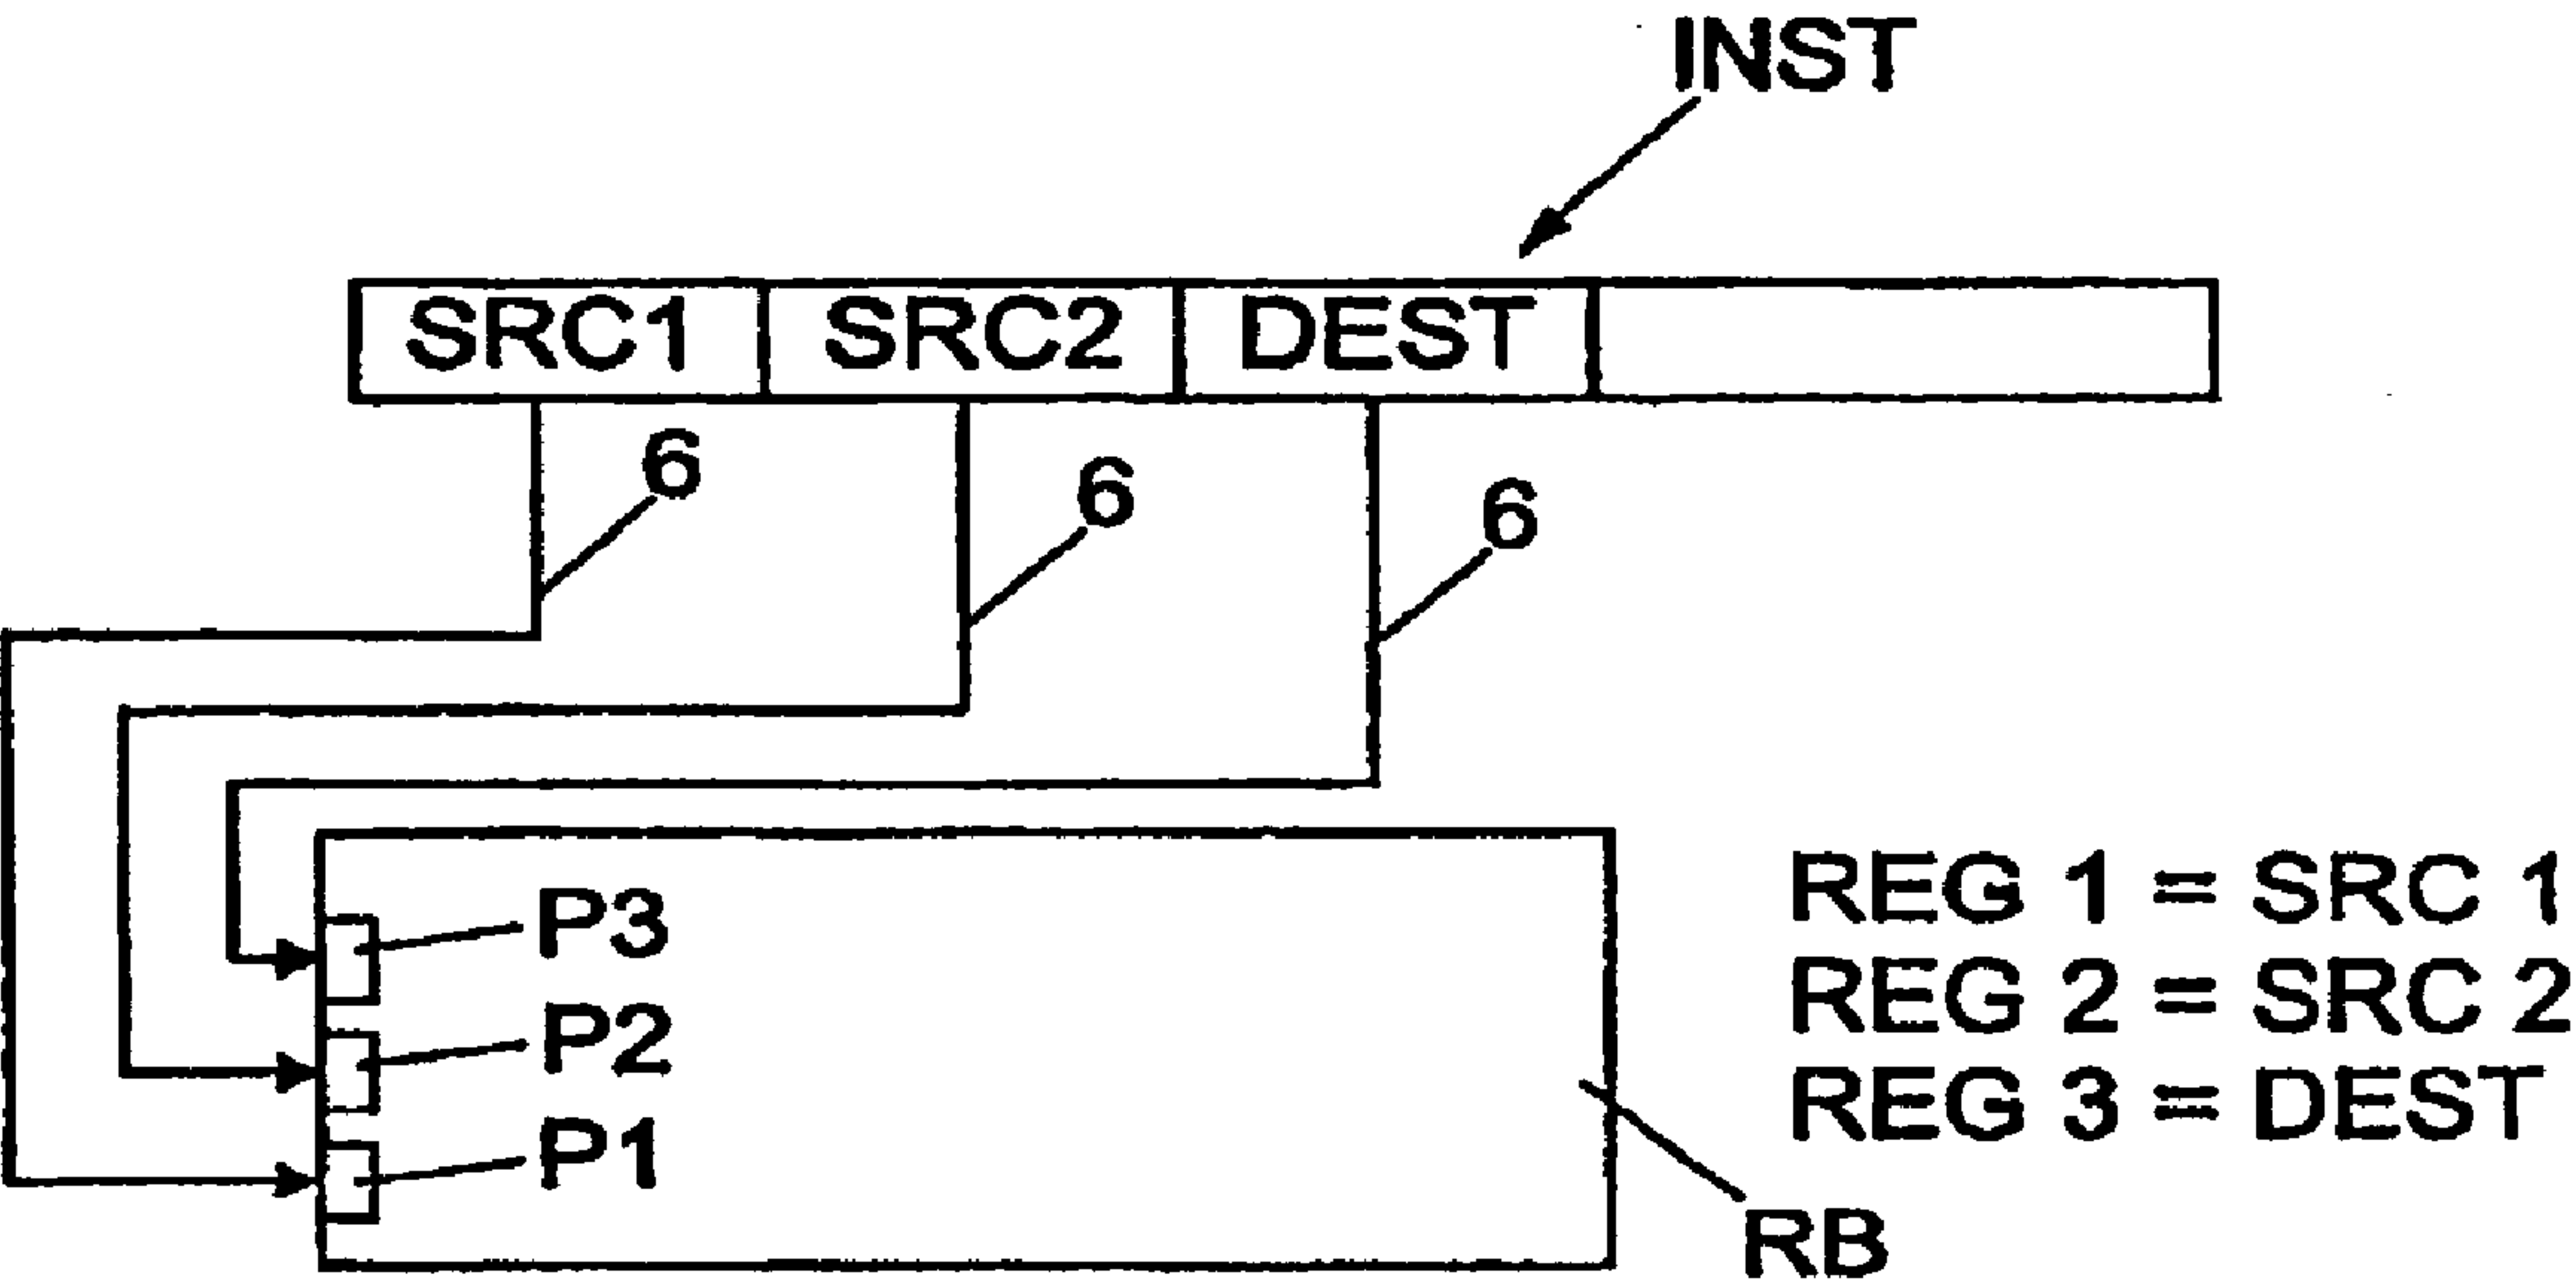 INST
SRC1 SRC2 DEST
6
6
6
P3
P2
P1
REG 1 = SRC 1
REG 2 = SRC 2
REG 3 = DEST
RB